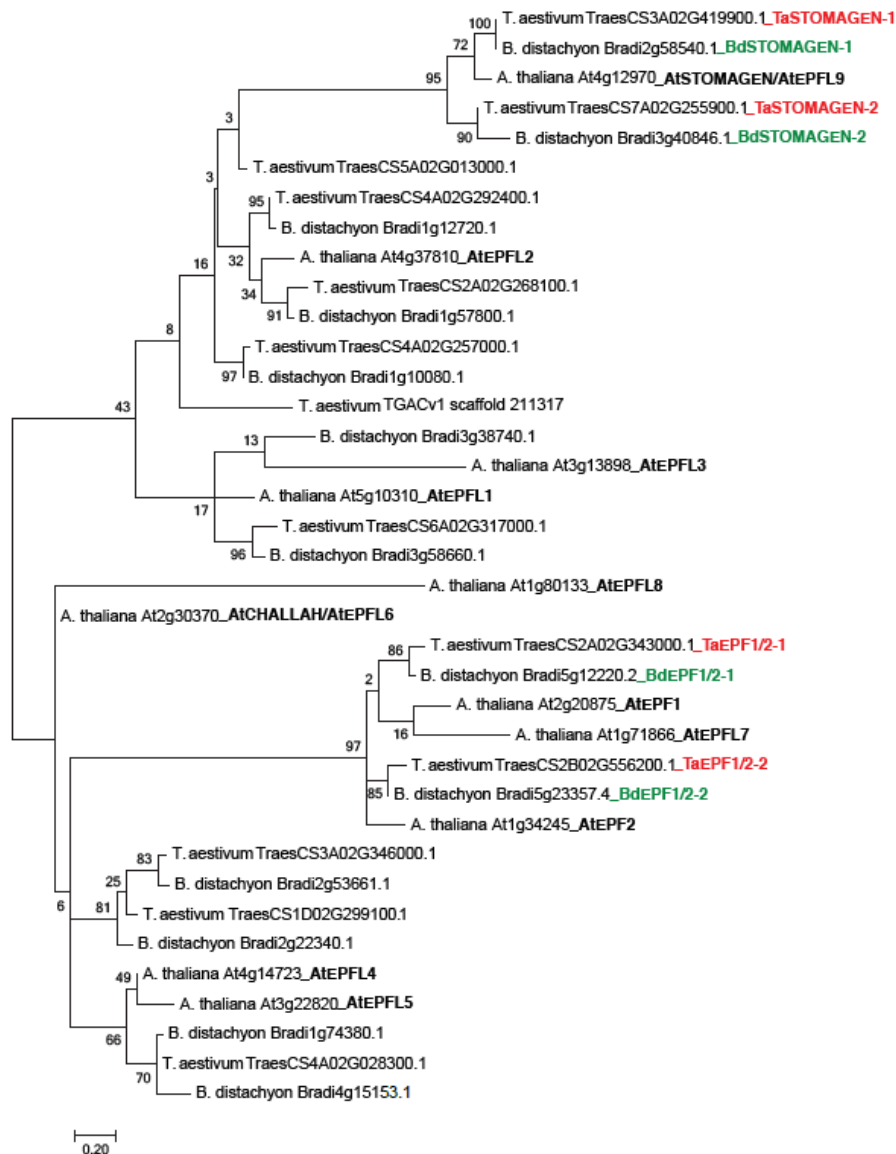 100 T. aestivum TraesCS3A02G419900.1_TaSTOMAGEN-1
72 B. distachyon Bradi2g58540.1_BdSTOMAGEN-1
95 A. thaliana At4g12970_AtSTOMAGEN/AtEPFL9
T. aestivum TraesCS7A02G255900.1_TaSTOMAGEN-2
90 B. distachyon Bradi3g40846.1_BdSTOMAGEN-2
3
T. aestivum TraesCS5A02G013000.1
3
95 T. aestivum TraesCS4A02G292400.1
B. distachyon Bradi1g12720.1
32 A. thaliana At4g37810_AtEPFL2
16
34 T. aestivum TraesCS2A02G268100.1
91 B. distachyon Bradi1g57800.1
8
T. aestivum TraesCS4A02G257000.1
97 B. distachyon Bradi1g10080.1
43 T. aestivum TGACv1 scaffold 211317
13 B. distachyon Bradi3g38740.1
A. thaliana At3g13898_AtEPFL3
A. thaliana At5g10310_AtEPFL1
17
T. aestivum TraesCS6A02G317000.1
96 B. distachyon Bradi3g58660.1
A. thaliana At1g80133_AtEPFL8
A. thaliana At2g30370_AtCHALLAH/AtEPFL6
86 T. aestivum TraesCS2A02G343000.1_TaEPF1/2-1
2 B. distachyon Bradi5g12220.2_BdEPF1/2-1
A. thaliana At2g20875_AtEPF1
16 A. thaliana At1g71866_AtEPFL7
97
T. aestivum TraesCS2B02G556200.1_TaEPF1/2-2
85 B. distachyon Bradi5g23357.4_BdEPF1/2-2
A. thaliana At1g34245_AtEPF2
83 T. aestivum TraesCS3A02G346000.1
25 B. distachyon Bradi2g53661.1
6 81 T. aestivum TraesCS1D02G299100.1
B. distachyon Bradi2g22340.1
49 A. thaliana At4g14723_AtEPFL4
A. thaliana At3g22820_AtEPFL5
66 B. distachyon Bradi1g74380.1
T. aestivum TraesCS4A02G028300.1
70
B. distachyon Bradi4g15153.1
0.20